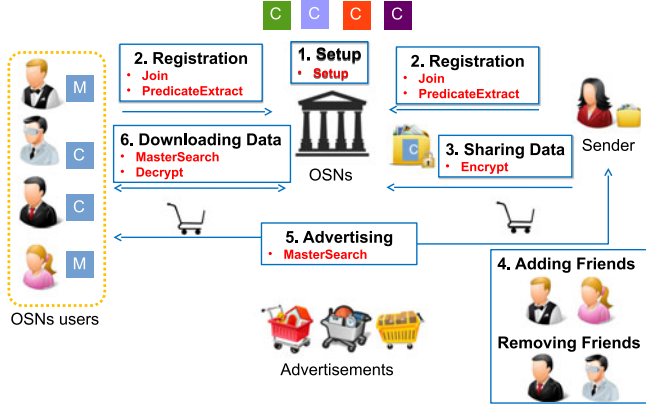 C C C C
2. Registration
• Join
• PredicateExtract
1. Setup
• Setup
2. Registration
• Join
• PredicateExtract
M
C
C
M
OSNs users
6. Downloading Data
• MasterSearch
• Decrypt
OSNs
C
3. Sharing Data
• Encrypt
Sender
5. Advertising
• MasterSearch
4. Adding Friends
Removing Friends
Advertisements